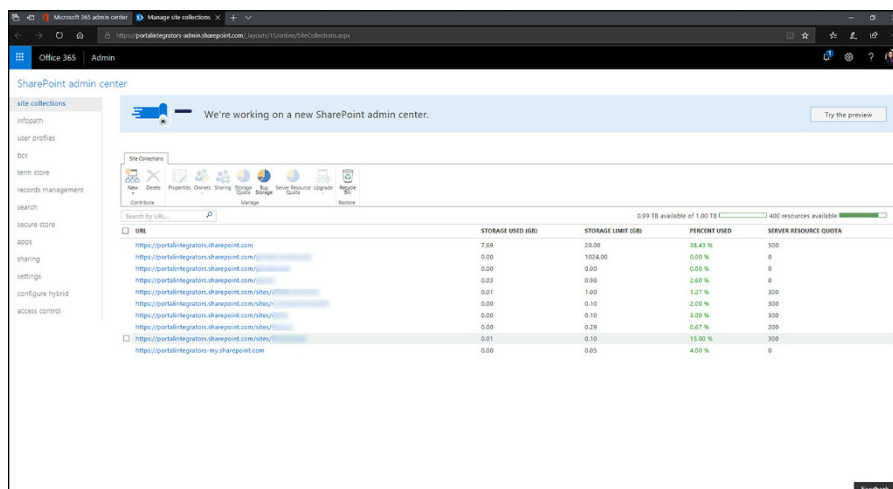 Microsoft 365 admin center
Manage site collections
https://portalintegrators-admin.sharepoint.com/_layouts/15/online/SiteCollections.aspx
Office 365 Admin
1
?
SharePoint admin center
site collections
infopath
user profiles
bcs
term store
records management
search
secure store
apps
sharing
settings
configure hybrid
access control
We're working on a new SharePoint admin center.
Try the preview
Site Collections
New Delete Properties Owners Sharing Storage Quota Buy Storage Server Resource Quota Upgrade Recycle Bin
Contribute Manage Restore
Search by URL...
0.99 TB available of 1.00 TB 400 resources available
URL STORAGE USED (GB) STORAGE LIMIT (GB) PERCENT USED SERVER RESOURCE QUOTA
https://portalintegrators.sharepoint.com 7.69 20.00 38.43 % 300
https://portalintegrators.sharepoint.com/ 0.00 1024.00 0.00 % 0
https://portalintegrators.sharepoint.com/ 0.00 0.00 0.00 % 0
https://portalintegrators.sharepoint.com/ 0.03 0.98 2.60 % 0
https://portalintegrators.sharepoint.com/sites/ 0.01 1.00 1.27 % 300
https://portalintegrators.sharepoint.com/sites/ 0.00 0.10 2.00 % 300
https://portalintegrators.sharepoint.com/sites/ 0.00 0.10 3.00 % 300
https://portalintegrators.sharepoint.com/sites/ 0.00 0.29 0.67 % 200
https://portalintegrators.sharepoint.com/sites/ 0.01 0.10 15.00 % 300
https://portalintegrators-my.sharepoint.com 0.00 0.05 4.00 % 0
Feedback